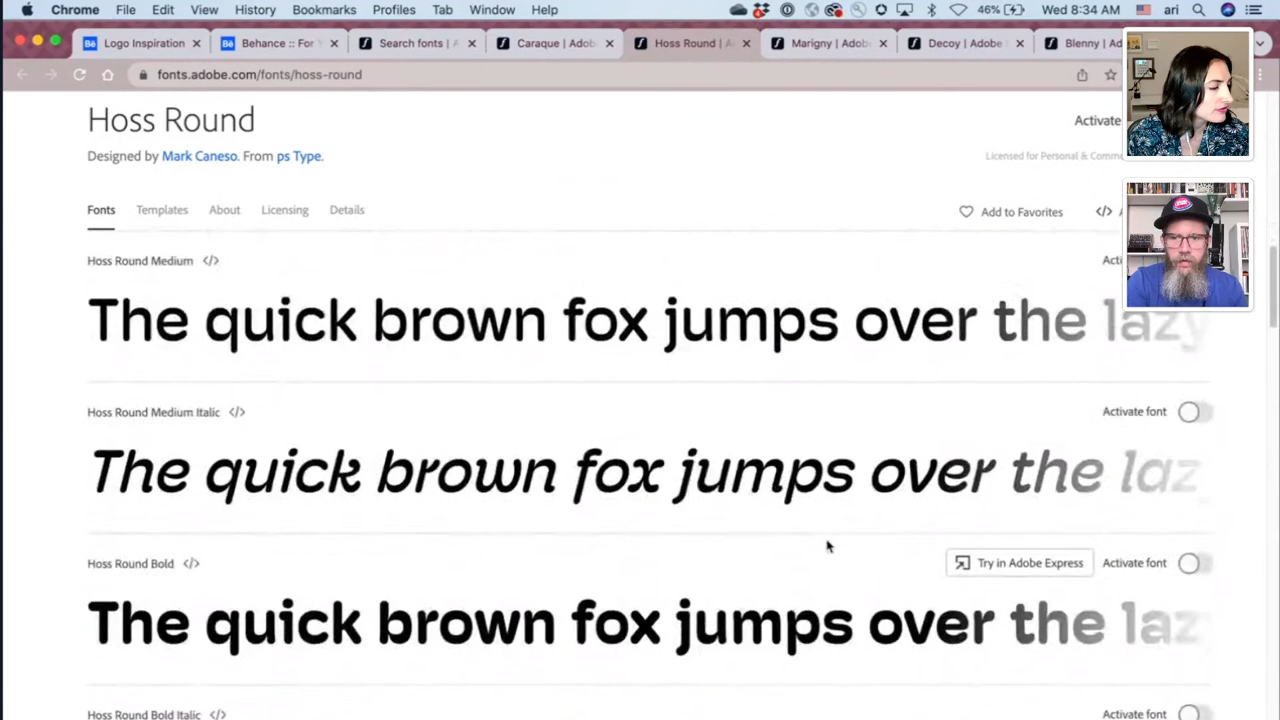 Chrome File Edit View History Bookmarks Profiles Tab Window Help 46% Wed 8:34 AM ari
Logo Inspiration Behance :: For Y Search fonts | A Caraque | Adob Hoss Round | A Marigny | Adob Decoy | Adobe Blenny | Ad
fonts.adobe.com/fonts/hoss-round
Hoss Round
Activate
Designed by Mark Caneso. From ps Type.
Licensed for Personal & Comme
Fonts Templates About Licensing Details Add to Favorites </> A
Hoss Round Medium </> Acti
The quick brown fox jumps over the lazy
Hoss Round Medium Italic </> Activate font
The quick brown fox jumps over the laz
Hoss Round Bold </> Try in Adobe Express Activate font
The quick brown fox jumps over the laz
Hoss Round Bold Italic </> Activate font